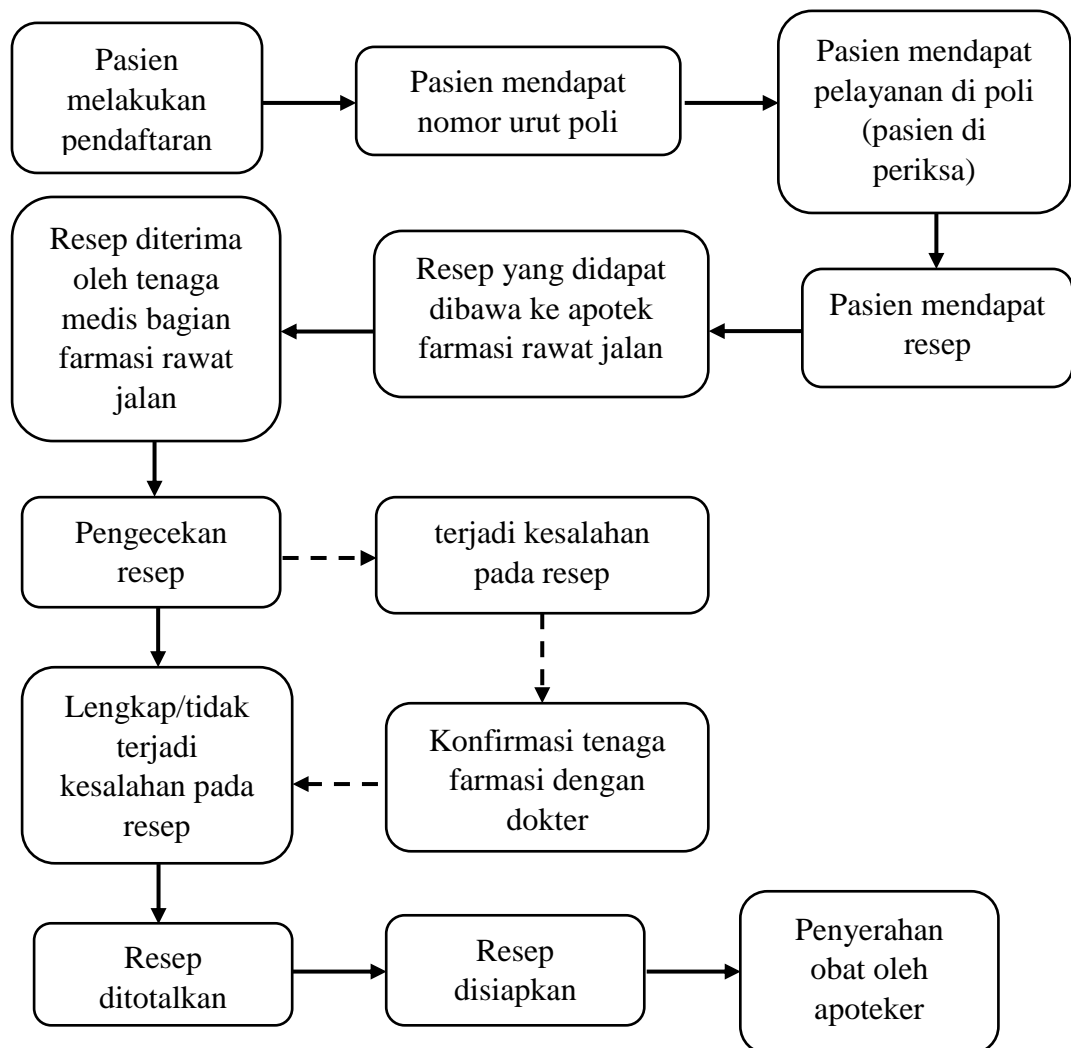 Pasien
melakukan
pendaftaran
Pasien mendapat
nomor urut poli
Pasien mendapat
pelayanan di poli
(pasien di
periksa)
Pasien mendapat
resep
Resep yang didapat
dibawa ke apotek
farmasi rawat jalan
Resep diterima
oleh tenaga
medis bagian
farmasi rawat
jalan
Pengecekan
resep
terjadi kesalahan
pada resep
Konfirmasi tenaga
farmasi dengan
dokter
Lengkap/tidak
terjadi
kesalahan pada
resep
Resep
ditotalkan
Resep
disiapkan
Penyerahan
obat oleh
apoteker